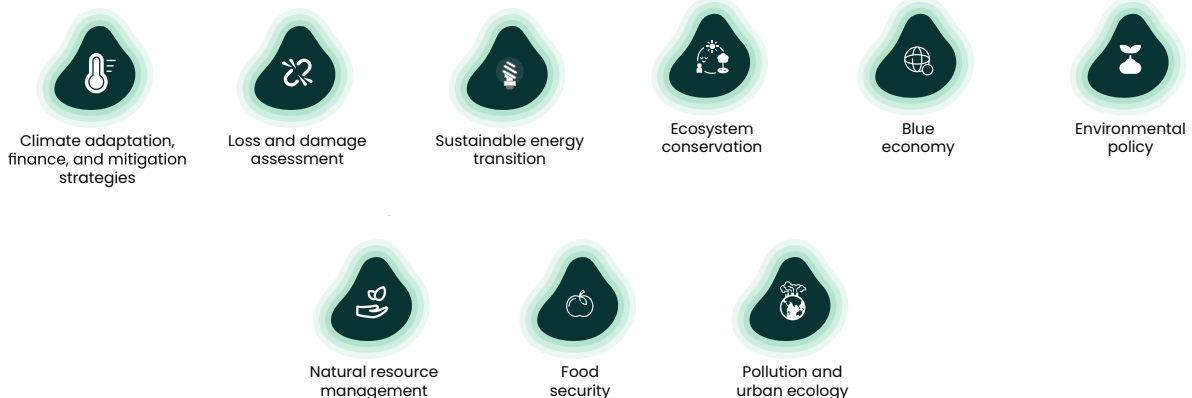 Climate adaptation,
finance, and mitigation
strategies
Loss and damage
assessment
Sustainable energy
transition
Ecosystem
conservation
Blue
economy
Environmental
policy
Natural resource
management
Food
security
Pollution and
urban ecology